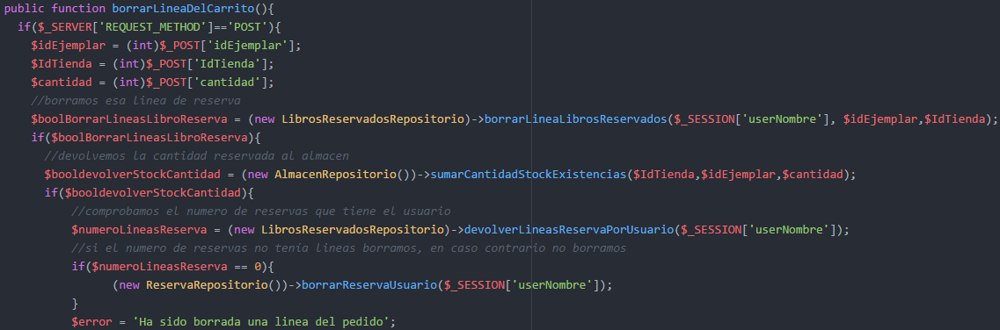 public function borrarLineaDelCarrito(){
if($_SERVER['REQUEST_METHOD']=='POST'){
$idEjemplar = (int)$_POST['idEjemplar'];
$IdTienda = (int)$_POST['IdTienda'];
$cantidad = (int)$_POST['cantidad'];
//borramos esa linea de reserva
$boolBorrarLineasLibroReserva = (new LibrosReservadosRepositorio)->borrarLineaLibrosReservados($_SESSION['userNombre'], $idEjemplar,$IdTienda);
if($boolBorrarLineasLibroReserva){
//devolvemos la cantidad reservada al almacen
$booldevolverStockCantidad = (new AlmacenRepositorio())->sumarCantidadStockExistencias($IdTienda,$idEjemplar,$cantidad);
if($booldevolverStockCantidad){
//comprobamos el numero de reservas que tiene el usuario
$numeroLineasReserva = (new LibrosReservadosRepositorio)->devolverLineasReservaPorUsuario($_SESSION['userNombre']);
//si el numero de reservas no tenía lineas borramos, en caso contrario no borramos
if($numeroLineasReserva == 0){
(new ReservaRepositorio())->borrarReservaUsuario($_SESSION['userNombre']);
}
$error = 'Ha sido borrada una linea del pedido';